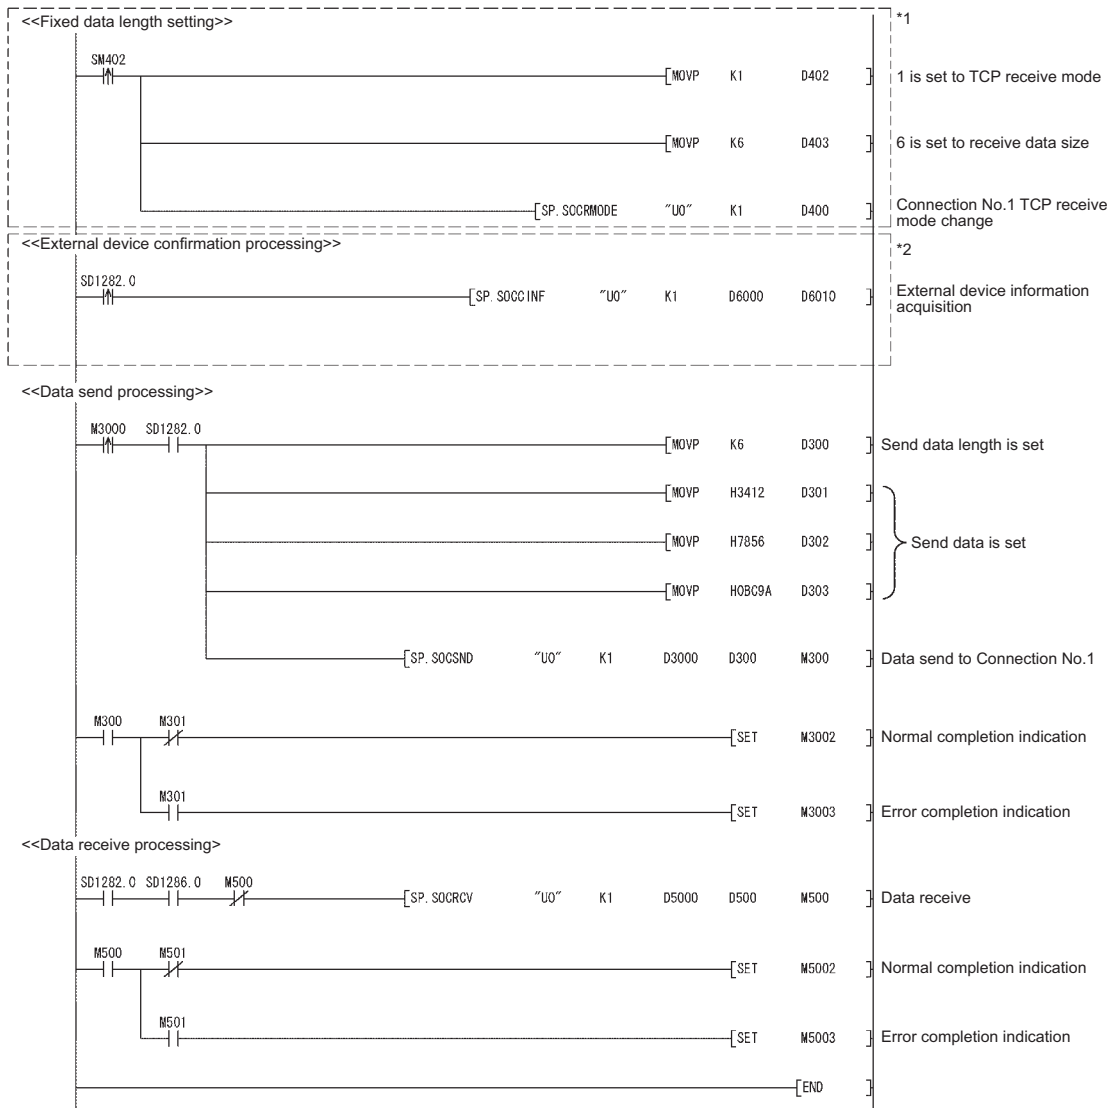 <<Fixed data length setting>>
*1
SM402
MOVP K1 D402
1 is set to TCP receive mode
MOVP K6 D403
6 is set to receive data size
SP.SOCRMODE "U0" K1 D400
Connection No.1 TCP receive
mode change
<<External device confirmation processing>>
*2
SD1282.0
SP.SOCCINF "U0" K1 D6000 D6010
External device information
acquisition
<<Data send processing>>
M3000 SD1282.0
MOVP K6 D300
Send data length is set
MOVP H3412 D301
MOVP H7856 D302
Send data is set
MOVP H0BC9A D303
SP.SOCSND "U0" K1 D3000 D300 M300
Data send to Connection No.1
M300 M301
SET M3002
Normal completion indication
M301
SET M3003
Error completion indication
<<Data receive processing>
SD1282.0 SD1286.0 M500
SP.SOCRCV "U0" K1 D5000 D500 M500
Data receive
M500 M501
SET M5002
Normal completion indication
M501
SET M5003
Error completion indication
END